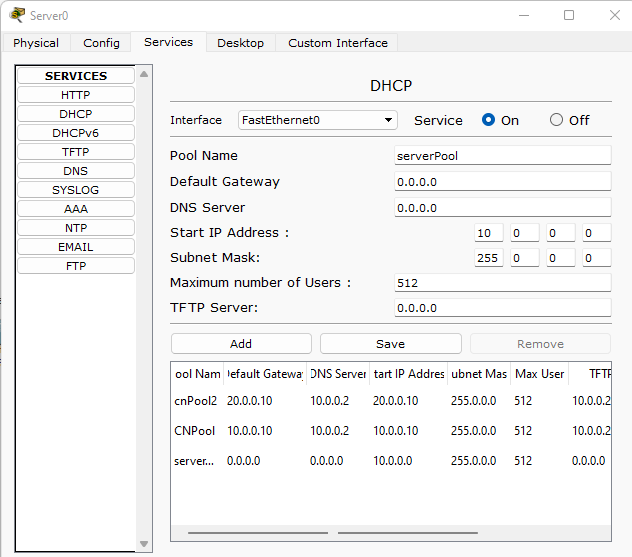 Server0
Physical Config Services Desktop Custom Interface
SERVICES
HTTP
DHCP
DHCPv6
TFTP
DNS
SYSLOG
AAA
NTP
EMAIL
FTP
DHCP
Interface FastEthernet0 Service On Off
Pool Name serverPool
Default Gateway 0.0.0.0
DNS Server 0.0.0.0
Start IP Address : 10 0 0 0
Subnet Mask: 255 0 0 0
Maximum number of Users : 512
TFTP Server: 0.0.0.0
Add Save Remove
ool Nam efault Gateway DNS Server tart IP Addres ubnet Mas Max User TFTP
cnPool2 20.0.0.10 10.0.0.2 20.0.0.10 255.0.0.0 512 10.0.0.2
CNPool 10.0.0.10 10.0.0.2 10.0.0.10 255.0.0.0 512 10.0.0.2
server... 0.0.0.0 0.0.0.0 10.0.0.0 255.0.0.0 512 0.0.0.0